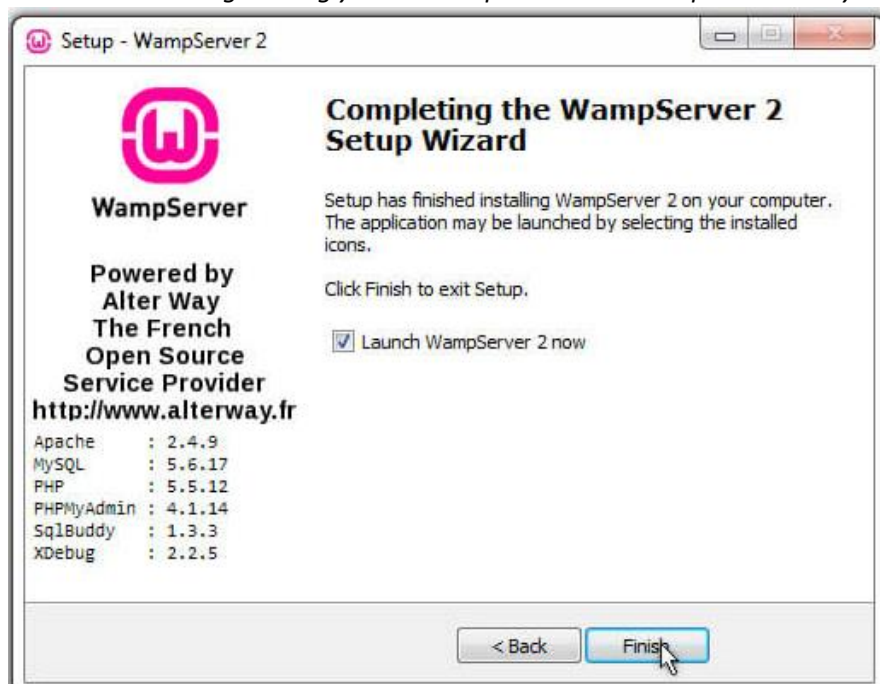 Setup - WampServer 2
WampServer
Powered by
Alter Way
The French
Open Source
Service Provider
http://www.alterway.fr
Apache : 2.4.9
MySQL : 5.6.17
PHP : 5.5.12
PHPMyAdmin : 4.1.14
SqlBuddy : 1.3.3
XDebug : 2.2.5
Completing the WampServer 2
Setup Wizard
Setup has finished installing WampServer 2 on your computer.
The application may be launched by selecting the installed
icons.
Click Finish to exit Setup.
Launch WampServer 2 now
< Back
Finish